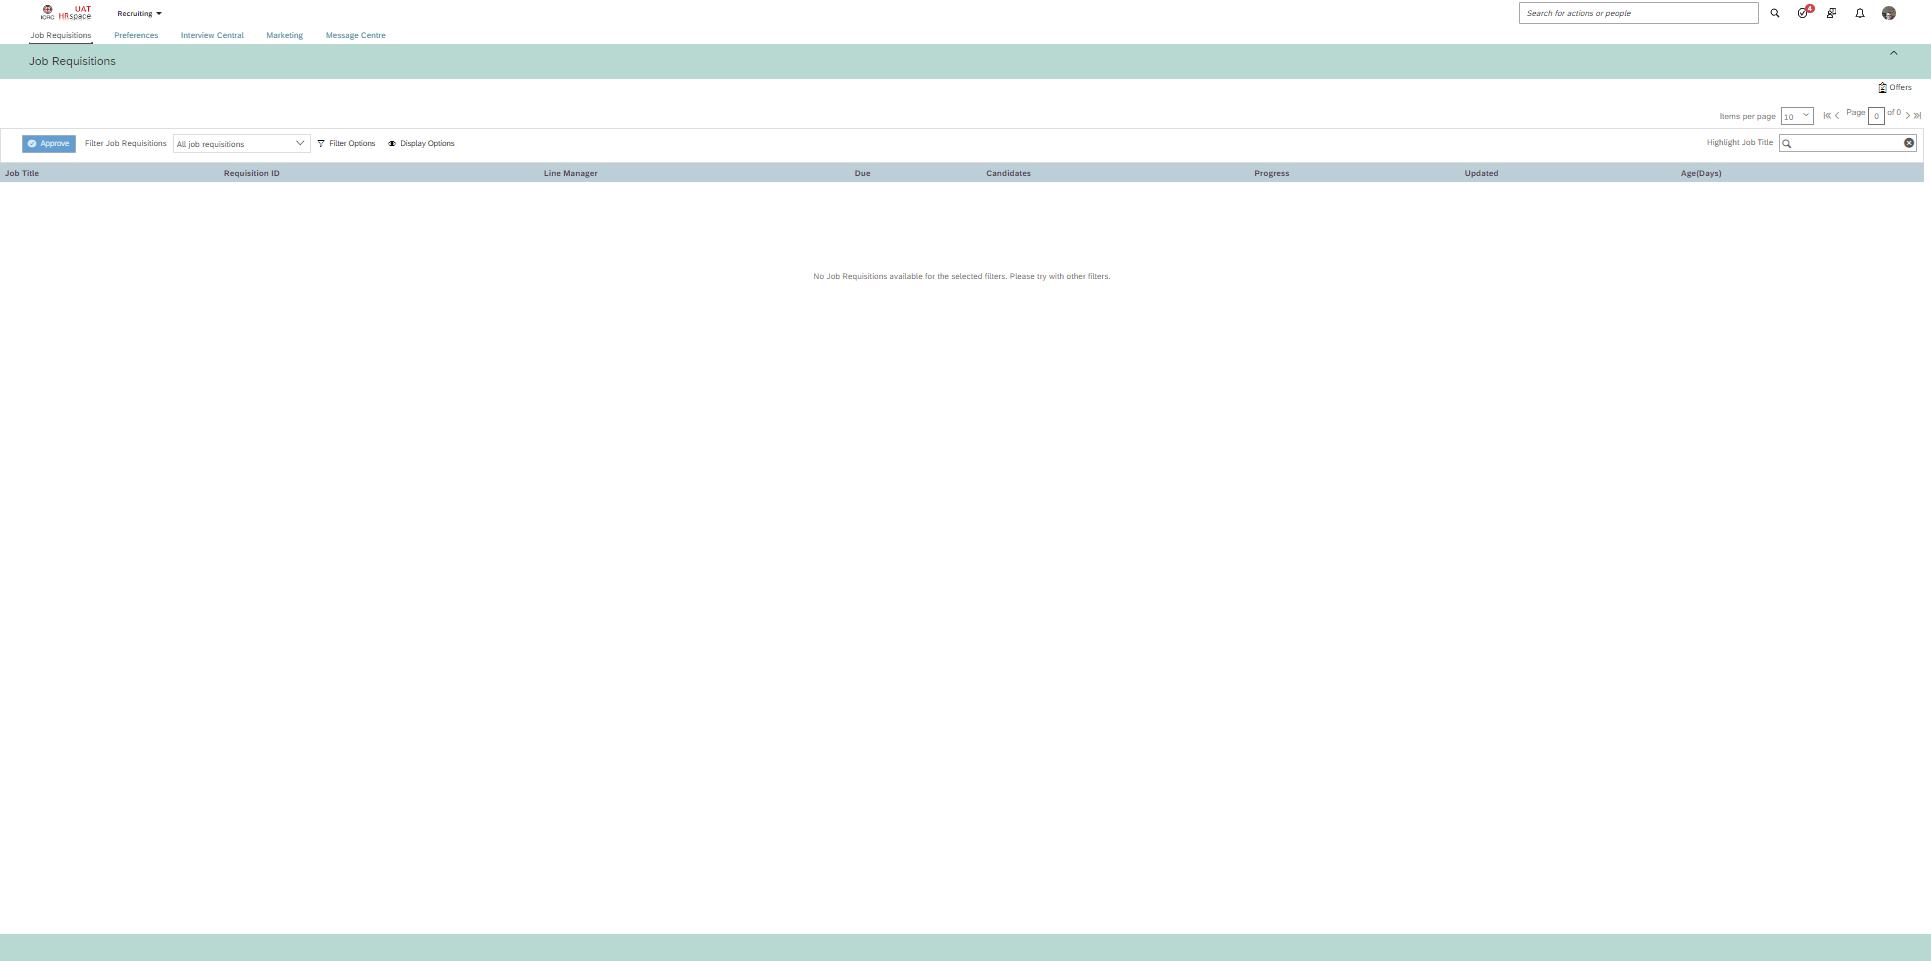 ICRC UAT HRspace
Recruiting
Search for actions or people
4
Job Requisitions Preferences Interview Central Marketing Message Centre
Job Requisitions
Offers
Items per page 10 Page 0 of 0
Approve Filter Job Requisitions All job requisitions Filter Options Display Options Highlight Job Title
Job Title Requisition ID Line Manager Due Candidates Progress Updated Age(Days)
No Job Requisitions available for the selected filters. Please try with other filters.